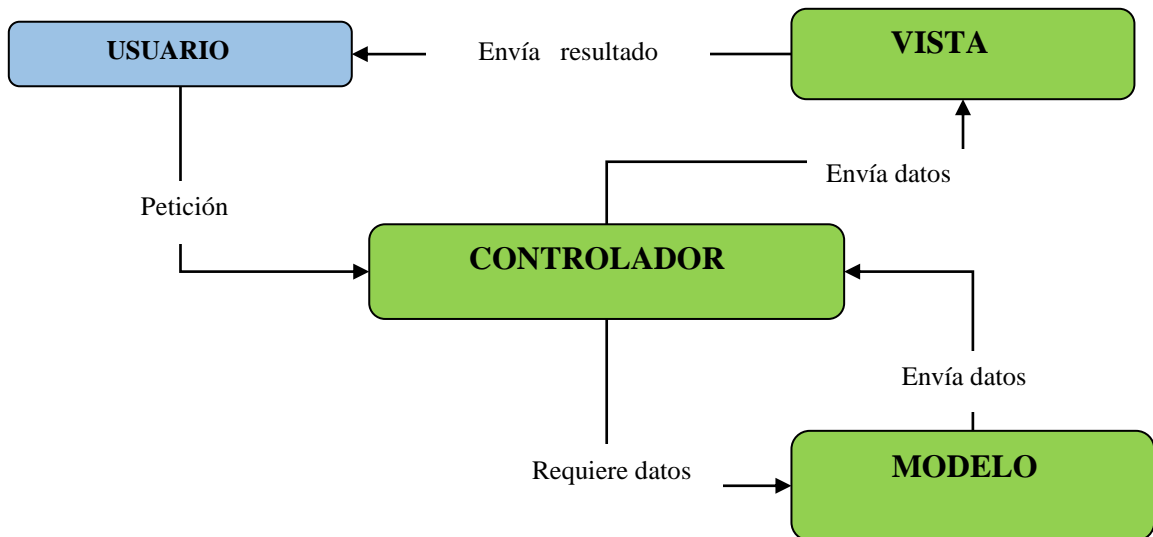 USUARIO
Envía resultado
VISTA
Envía datos
Petición
CONTROLADOR
Envía datos
Requiere datos
MODELO